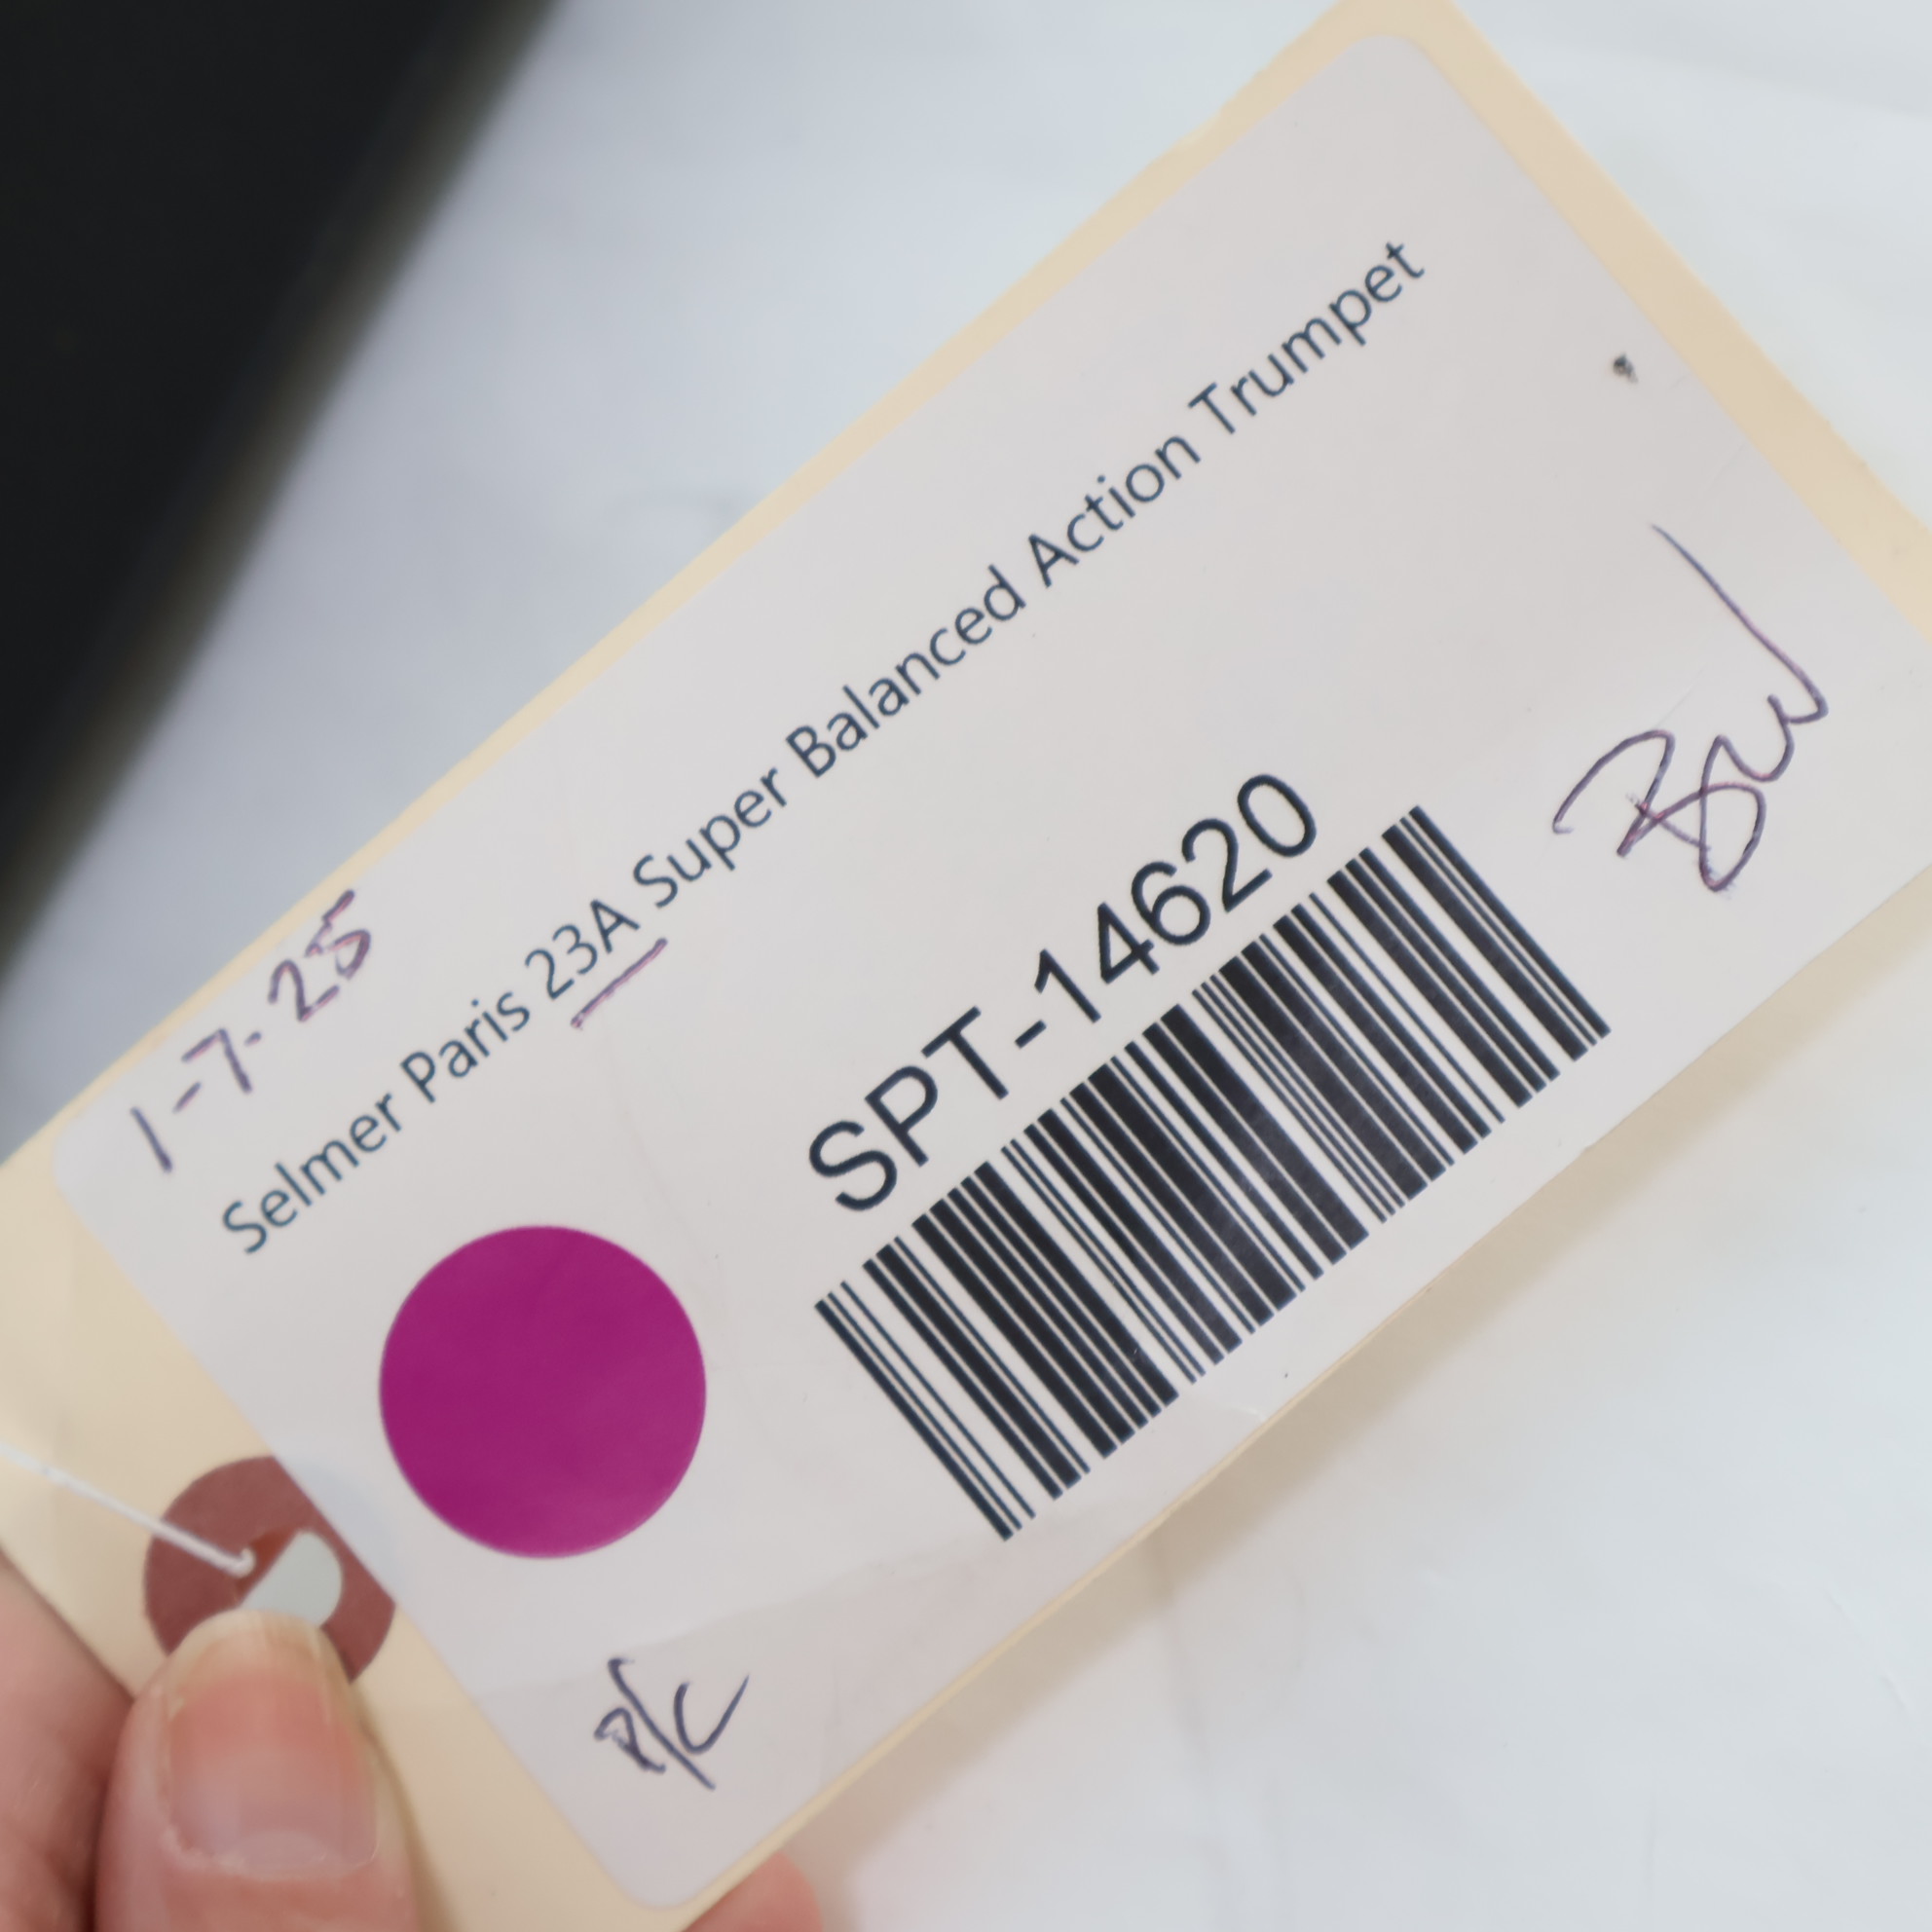 1-7-25
Selmer Paris 23A Super Balanced Action Trumpet
SPT-14620